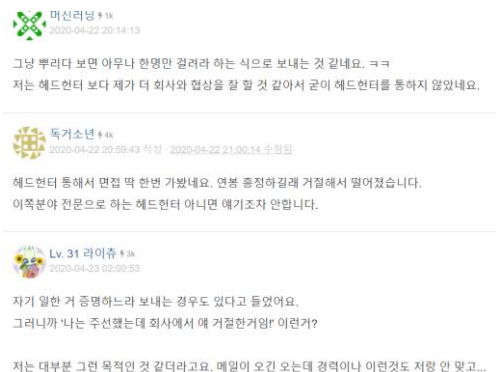 머신러닝 1k
2020-04-22 20:14:13
그냥 뿌리다 보면 아무나 한명만 걸려라 하는 식으로 보내는 것 같네요. ㅋㅋ
저는 헤드헌터 보다 제가 더 회사와 협상을 잘 할 것 같아서 굳이 헤드헌터를 통하지 않았네요.
독거소년 4k
2020-04-22 20:59:43 작성 · 2020-04-22 21:00:14 수정됨
헤드헌터 통해서 면접 딱 한번 가봤네요. 연봉 흥정하길래 거절해서 떨어졌습니다.
이쪽분야 전문으로 하는 헤드헌터 아니면 얘기조차 안합니다.
Lv. 31 라이츄 3k
2020-04-23 02:00:53
자기 일한 거 증명하느라 보내는 경우도 있다고 들었어요.
그러니까 '나는 주선했는데 회사에서 얘 거절한거임!' 이런거?
저는 대부분 그런 목적인 것 같더라고요. 메일이 오긴 오는데 경력이나 이런것도 저랑 안 맞고...